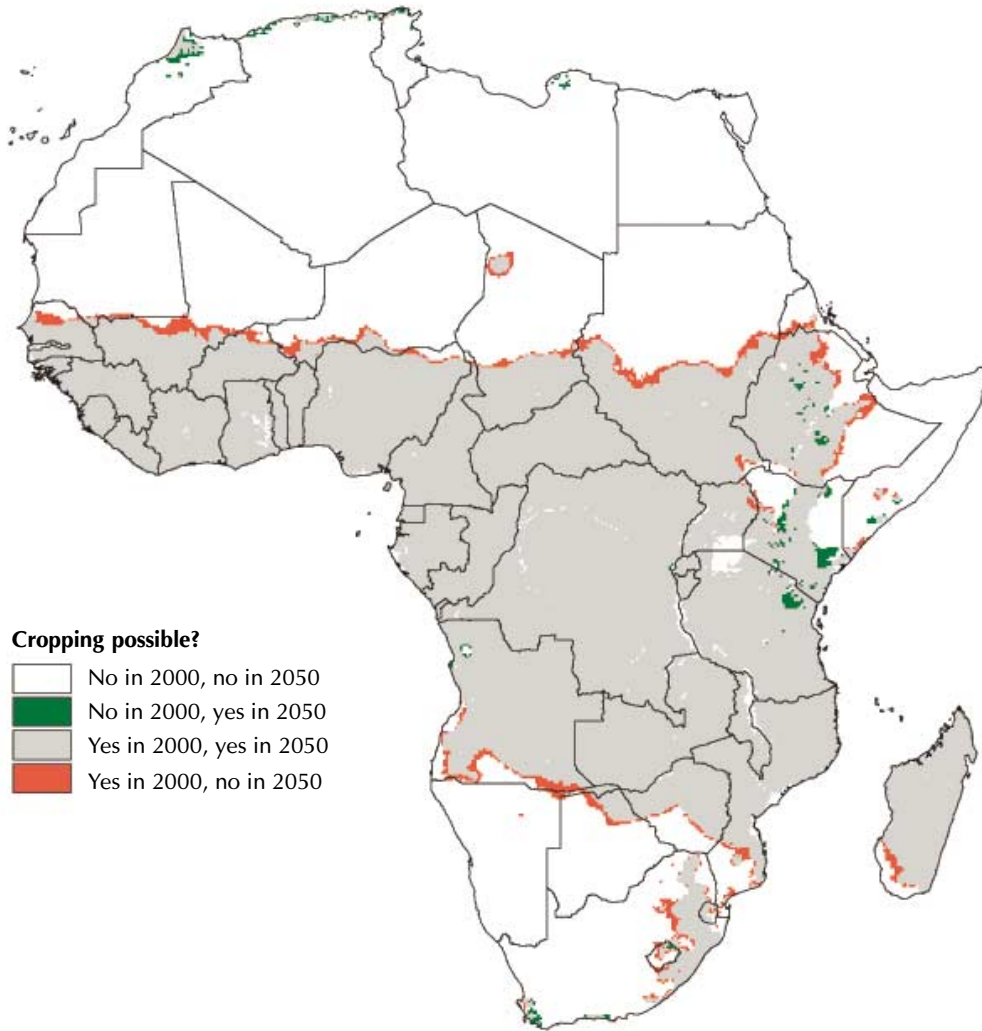 Cropping possible?
No in 2000, no in 2050
No in 2000, yes in 2050
Yes in 2000, yes in 2050
Yes in 2000, no in 2050